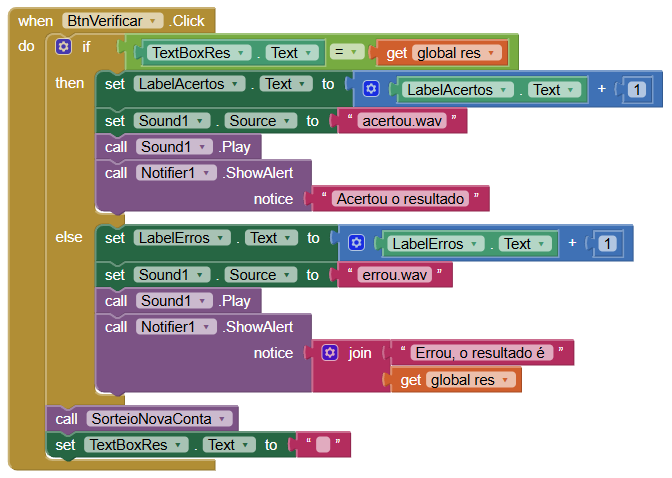 when BtnVerificar .Click
do if TextBoxRes . Text = get global res
then set LabelAcertos . Text to LabelAcertos . Text + 1
set Sound1 . Source to “ acertou.wav ”
call Sound1 .Play
call Notifier1 .ShowAlert
notice “ Acertou o resultado ”
else set LabelErros . Text to LabelErros . Text + 1
set Sound1 . Source to “ errou.wav ”
call Sound1 .Play
call Notifier1 .ShowAlert
notice join “ Errou, o resultado é ”
get global res
call SorteioNovaConta
set TextBoxRes . Text to “ ”